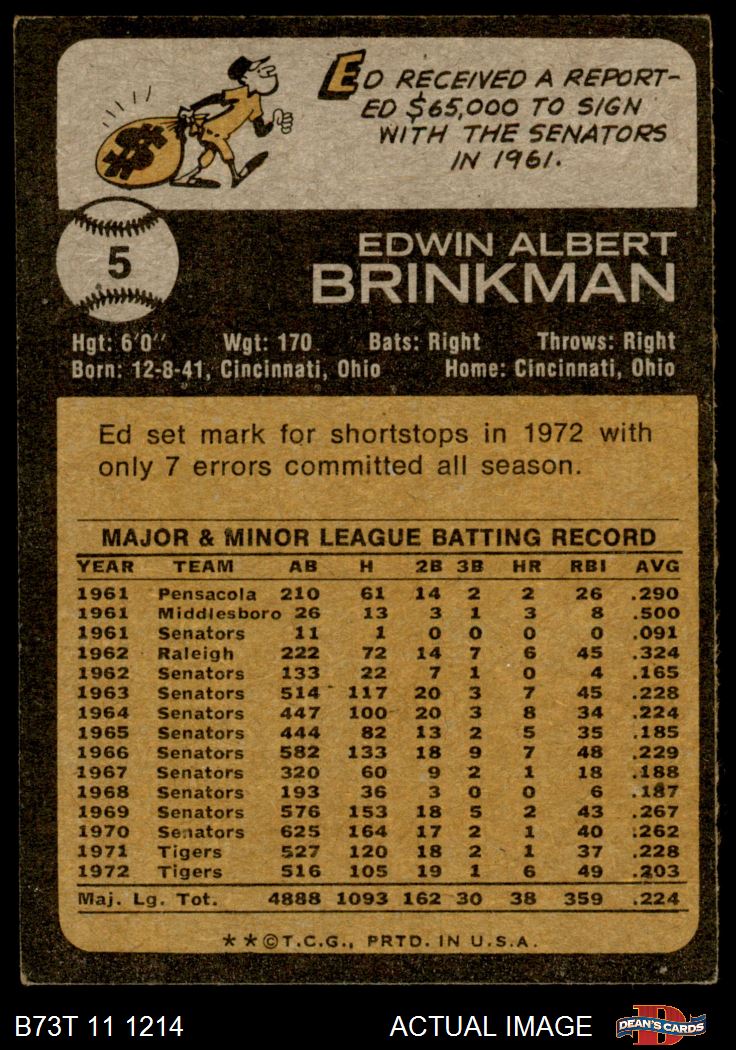 ED RECEIVED A REPORT-
ED $65,000 TO SIGN
WITH THE SENATORS
IN 1961.
$ $ $
5
EDWIN ALBERT
BRINKMAN
Hgt: 6'0" Wgt: 170 Bats: Right Throws: Right
Born: 12-8-41, Cincinnati, Ohio Home: Cincinnati, Ohio
Ed set mark for shortstops in 1972 with
only 7 errors committed all season.
MAJOR & MINOR LEAGUE BATTING RECORD
YEAR TEAM AB H 2B 3B HR RBI AVG
1961 Pensacola 210 61 14 2 2 26 .290
1961 Middlesboro 26 13 3 1 3 8 .500
1961 Senators 11 1 0 0 0 0 .091
1962 Raleigh 222 72 14 7 6 45 .324
1962 Senators 133 22 7 1 0 4 .165
1963 Senators 514 117 20 3 7 45 .228
1964 Senators 447 100 20 3 8 34 .224
1965 Senators 444 82 13 2 5 35 .185
1966 Senators 582 133 18 9 7 48 .229
1967 Senators 320 60 9 2 1 18 .188
1968 Senators 193 36 3 0 0 6 .187
1969 Senators 576 153 18 5 2 43 .267
1970 Senators 625 164 17 2 1 40 .262
1971 Tigers 527 120 18 2 1 37 .228
1972 Tigers 516 105 19 1 6 49 .203
Maj. Lg. Tot. 4888 1093 162 30 38 359 .224
**©T.C.G., PRTD. IN U.S.A.
B73T 11 1214 ACTUAL IMAGE
D
DEAN'S CARDS